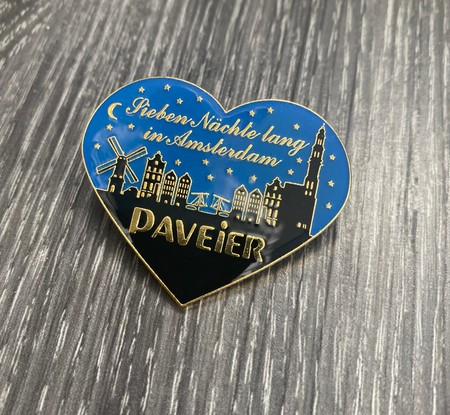 Sieben Nächte lang
in Amsterdam
PAVEIER